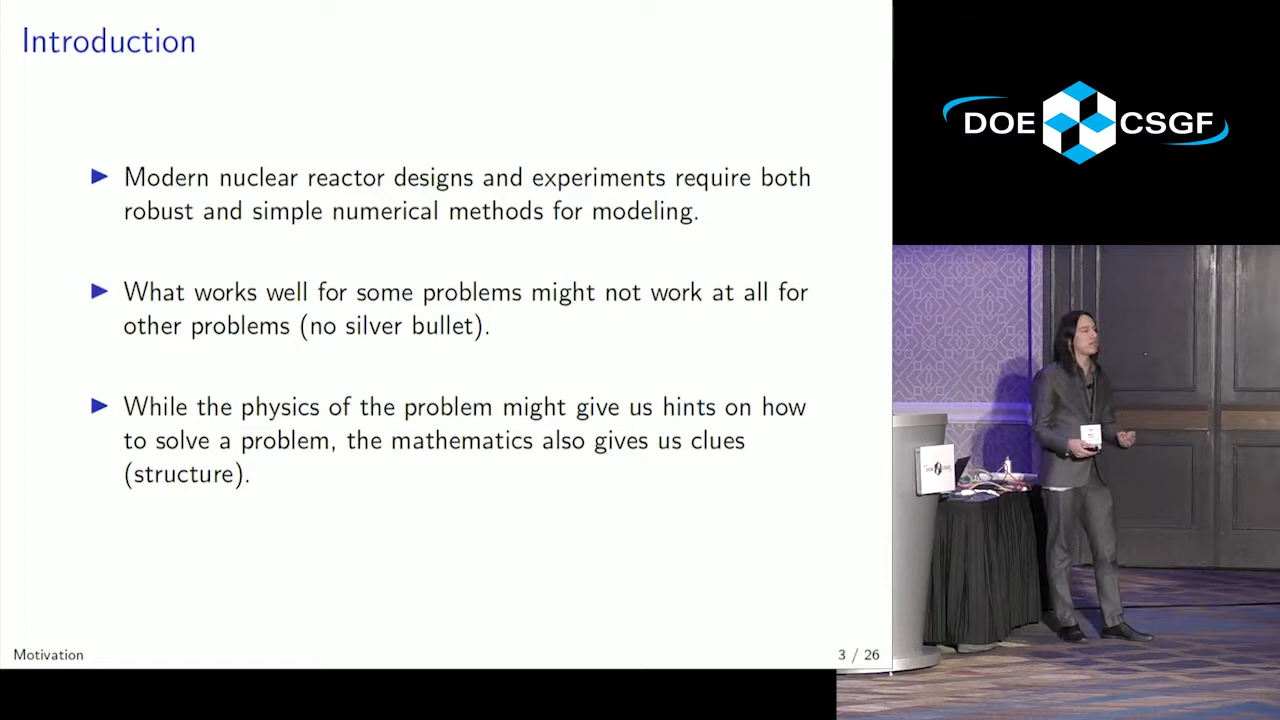 Introduction
Modern nuclear reactor designs and experiments require both
robust and simple numerical methods for modeling.
What works well for some problems might not work at all for
other problems (no silver bullet).
While the physics of the problem might give us hints on how
to solve a problem, the mathematics also gives us clues
(structure).
Motivation
3 / 26
DOE CSGF